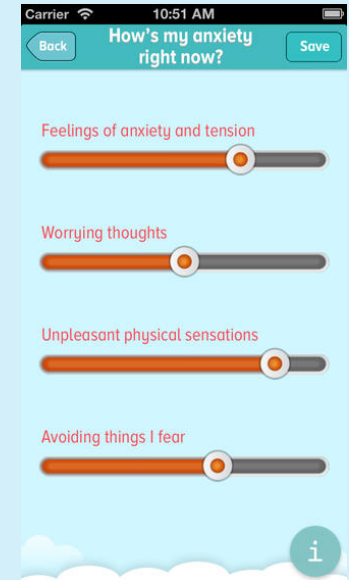 Carrier 10:51 AM
Back
How's my anxiety
right now?
Save
Feelings of anxiety and tension
Worrying thoughts
Unpleasant physical sensations
Avoiding things I fear
i